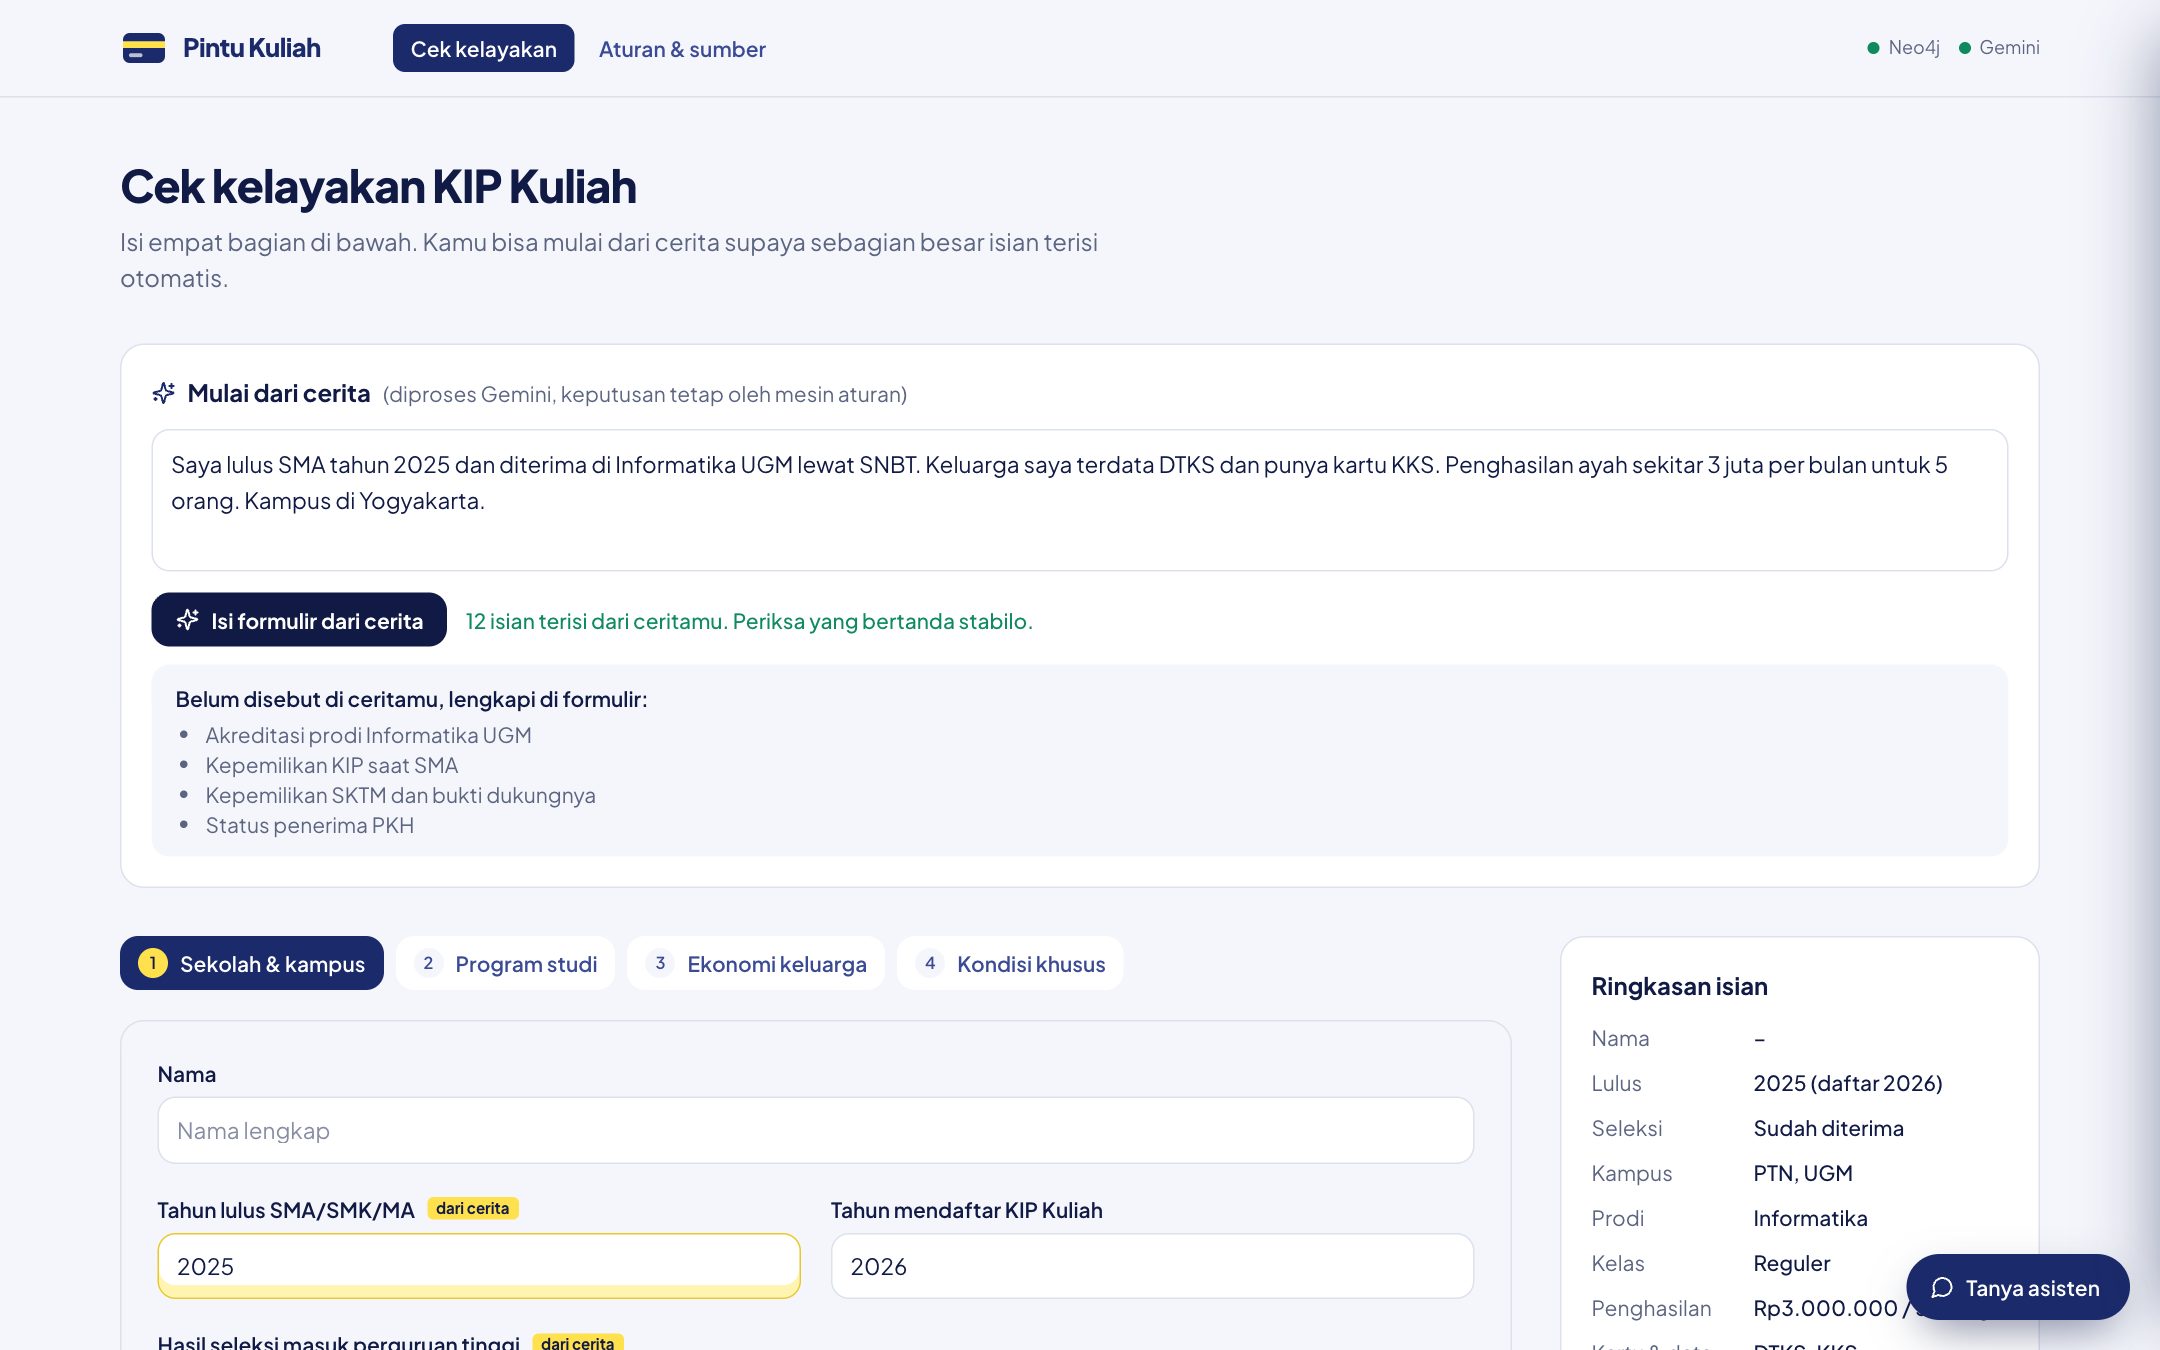 Pintu Kuliah
Cek kelayakan
Aturan & sumber
Neo4j
Gemini
Cek kelayakan KIP Kuliah
Isi empat bagian di bawah. Kamu bisa mulai dari cerita supaya sebagian besar isian terisi
otomatis.
Mulai dari cerita (diproses Gemini, keputusan tetap oleh mesin aturan)
Saya lulus SMA tahun 2025 dan diterima di Informatika UGM lewat SNBT. Keluarga saya terdata DTKS dan punya kartu KKS. Penghasilan ayah sekitar 3 juta per bulan untuk 5
orang. Kampus di Yogyakarta.
Isi formulir dari cerita
12 isian terisi dari ceritamu. Periksa yang bertanda stabilo.
Belum disebut di ceritamu, lengkapi di formulir:
• Akreditasi prodi Informatika UGM
• Kepemilikan KIP saat SMA
• Kepemilikan SKTM dan bukti dukungnya
• Status penerima PKH
1 Sekolah & kampus
2 Program studi
3 Ekonomi keluarga
4 Kondisi khusus
Nama
Nama lengkap
Tahun lulus SMA/SMK/MA dari cerita
2025
Tahun mendaftar KIP Kuliah
2026
Hasil seleksi masuk perguruan tinggi dari cerita
Ringkasan isian
Nama –
Lulus 2025 (daftar 2026)
Seleksi Sudah diterima
Kampus PTN, UGM
Prodi Informatika
Kelas Reguler
Penghasilan Rp3.000.000 /
DTKS, KKS
Tanya asisten